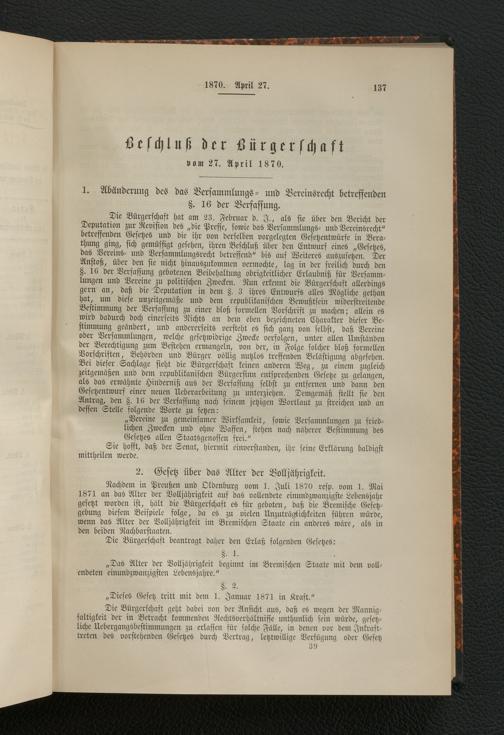 1870. April 27.
137
Beſchluß der Bürgerſchaft
vom 27. April 1870.
1. Abänderung des das Verſammlungs- und Vereinsrecht betreffenden
§. 16 der Verfaſſung.
Die Bürgerſchaft hat am 23. Februar d. J., als ſie über den Bericht der
Deputation zur Reviſion des „die Preſſe, ſowie das Verſammlungs- und Vereinsrecht“
betreffenden Geſetzes und die ihr von derſelben vorgelegten Geſetzentwürfe in Bera-
thung ging, ſich genöthigt geſehen, ihren Beſchluß über den Entwurf eines „Geſetzes,
das Vereins- und Verſammlungsrecht betreffend“ bis auf Weiteres auszuſetzen. Der
Anſtoß, über den ſie nicht hinauskommen vermochte, lag in der freilich durch den
§. 16 der Verfaſſung gebotenen Beibehaltung obrigkeitlicher Erlaubniß für Verſamm-
lungen und Vereine zu politiſchen Zwecken. Nun erkennt die Bürgerſchaft allerdings
gern an, daß die Deputation in dem §. 3 ihres Entwurfs alles Mögliche gethan
hat, um dieſe unzeitgemäße und dem republikaniſchen Bewußtſein widerſtreitende
Beſtimmung der Verfaſſung zu einer bloß formellen Vorſchrift zu machen; allein es
wird dadurch doch einerſeits Nichts an dem eben bezeichneten Charakter dieſer Be-
ſtimmung geändert, und andererſeits verſteht es ſich ganz von ſelbſt, daß Vereine
oder Verſammlungen, welche geſetzwidrige Zwecke verfolgen, unter allen Umſtänden
der Berechtigung zum Beſtehen ermangeln, von der, in Folge ſolcher bloß formellen
Vorſchriften, Behörden und Bürger völlig nutzlos treffenden Beläſtigung abgeſehen.
Bei dieſer Sachlage ſieht die Bürgerſchaft keinen anderen Weg, zu einem zugleich
zeitgemäßen und dem republikaniſchen Bürgerſinn entſprechenden Geſetze zu gelangen,
als das erwähnte Hinderniß aus der Verfaſſung ſelbſt zu entfernen und dann den
Geſetzentwurf einer neuen Ueberarbeitung zu unterziehen. Demgemäß ſtellt ſie den
Antrag, den §. 16 der Verfaſſung nach ſeinem jetzigen Wortlaut zu ſtreichen und an
deſſen Stelle folgende Worte zu ſetzen:
„Vereine zu gemeinſamer Wirkſamkeit, ſowie Verſammlungen zu fried-
lichen Zwecken und ohne Waffen, ſtehen nach näherer Beſtimmung des
Geſetzes allen Staatsgenoſſen frei.“
Sie hofft, daß der Senat, hiermit einverſtanden, ihr ſeine Erklärung baldigſt
mittheilen werde.
2. Geſetz über das Alter der Volljährigkeit.
Nachdem in Preußen und Oldenburg vom 1. Juli 1870 reſp. vom 1. Mai
1871 an das Alter der Volljährigkeit auf das vollendete einundzwanzigſte Lebensjahr
geſetzt worden iſt, hält die Bürgerſchaft es für geboten, daß die Bremiſche Geſetz-
gebung dieſem Beiſpiele folge, da es zu vielen Unzuträglichkeiten führen würde,
wenn das Alter der Volljährigkeit im Bremiſchen Staate ein anderes wäre, als in
den beiden Nachbarſtaaten.
Die Bürgerſchaft beantragt daher den Erlaß folgenden Geſetzes:
§. 1.
„Das Alter der Volljährigkeit beginnt im Bremiſchen Staate mit dem voll-
endeten einundzwanzigſten Lebensjahre.“
§. 2.
„Dieſes Geſetz tritt mit dem 1. Januar 1871 in Kraft.“
Die Bürgerſchaft geht dabei von der Anſicht aus, daß es wegen der Mannig-
faltigkeit der in Betracht kommenden Rechtsverhältniſſe unthunlich ſein würde, geſetz-
liche Uebergangsbeſtimmungen zu erlaſſen für ſolche Fälle, in denen vor dem Inkraft-
treten des vorſtehenden Geſetzes durch Vertrag, letztwillige Verfügung oder Geſetz
39